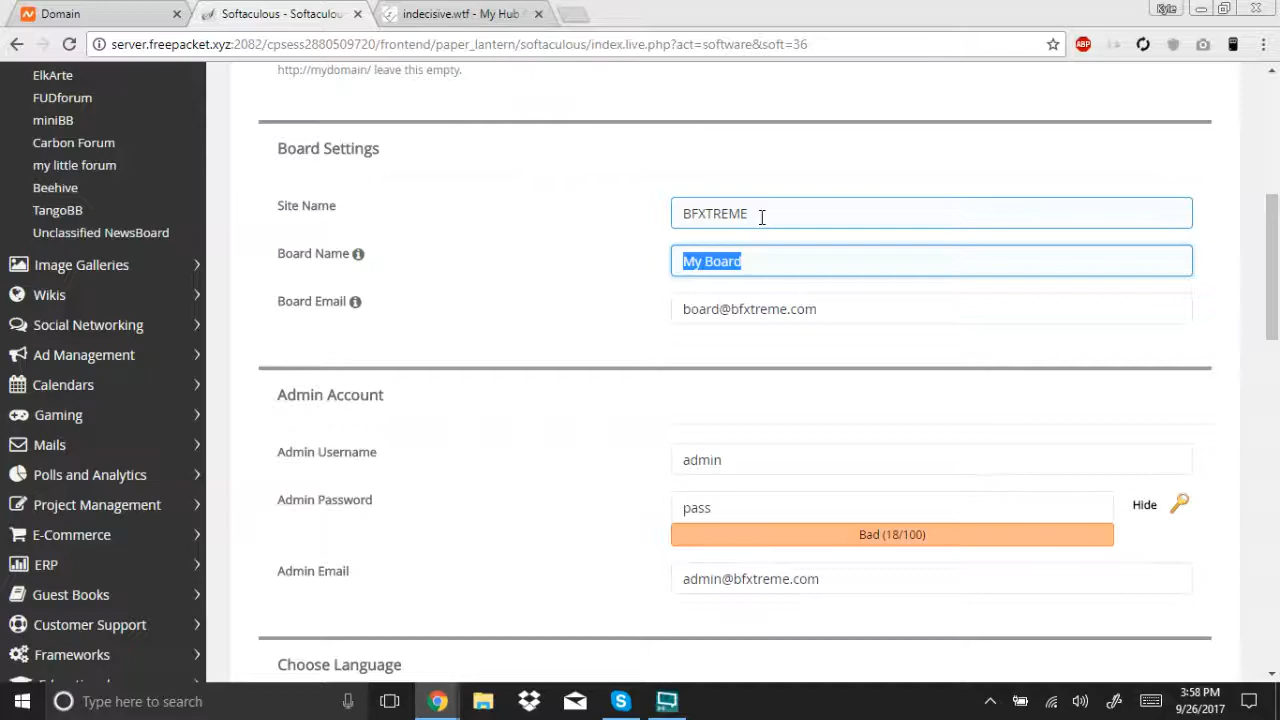 Domain
Softaculous - Softaculou
indecisive.wtf - My Hub
Kyle
server.freepacket.xyz:2082/cpsess2880509720/frontend/paper_lantern/softaculous/index.live.php?act=software&soft=36
ABP
http://mydomain/ leave this empty.
ElkArte
FUDforum
miniBB
Carbon Forum
my little forum
Beehive
TangoBB
Unclassified NewsBoard
Image Galleries
Wikis
Social Networking
Ad Management
Calendars
Gaming
Mails
Polls and Analytics
Project Management
E-Commerce
ERP
Guest Books
Customer Support
Frameworks
Board Settings
Site Name
BFXTREME
Board Name
My Board
Board Email
board@bfxtreme.com
Admin Account
Admin Username
admin
Admin Password
pass
Hide
Bad (18/100)
Admin Email
admin@bfxtreme.com
Choose Language
Type here to search
3:58 PM
9/26/2017